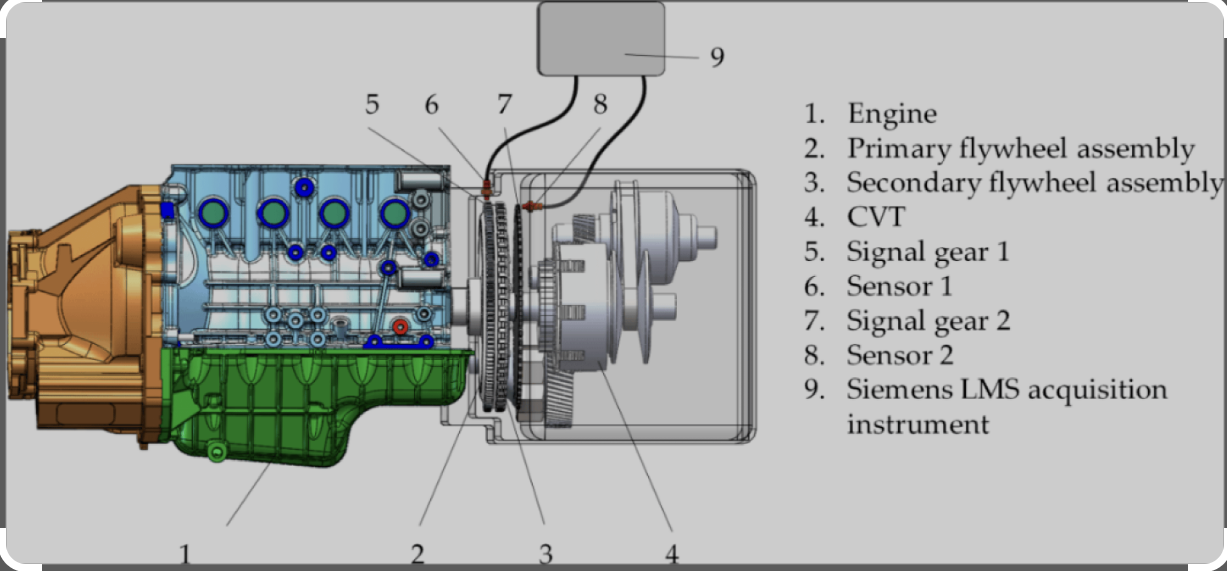 9
5 6 7 8
1. Engine
2. Primary flywheel assembly
3. Secondary flywheel assembly
4. CVT
5. Signal gear 1
6. Sensor 1
7. Signal gear 2
8. Sensor 2
9. Siemens LMS acquisition
instrument
1 2 3 4